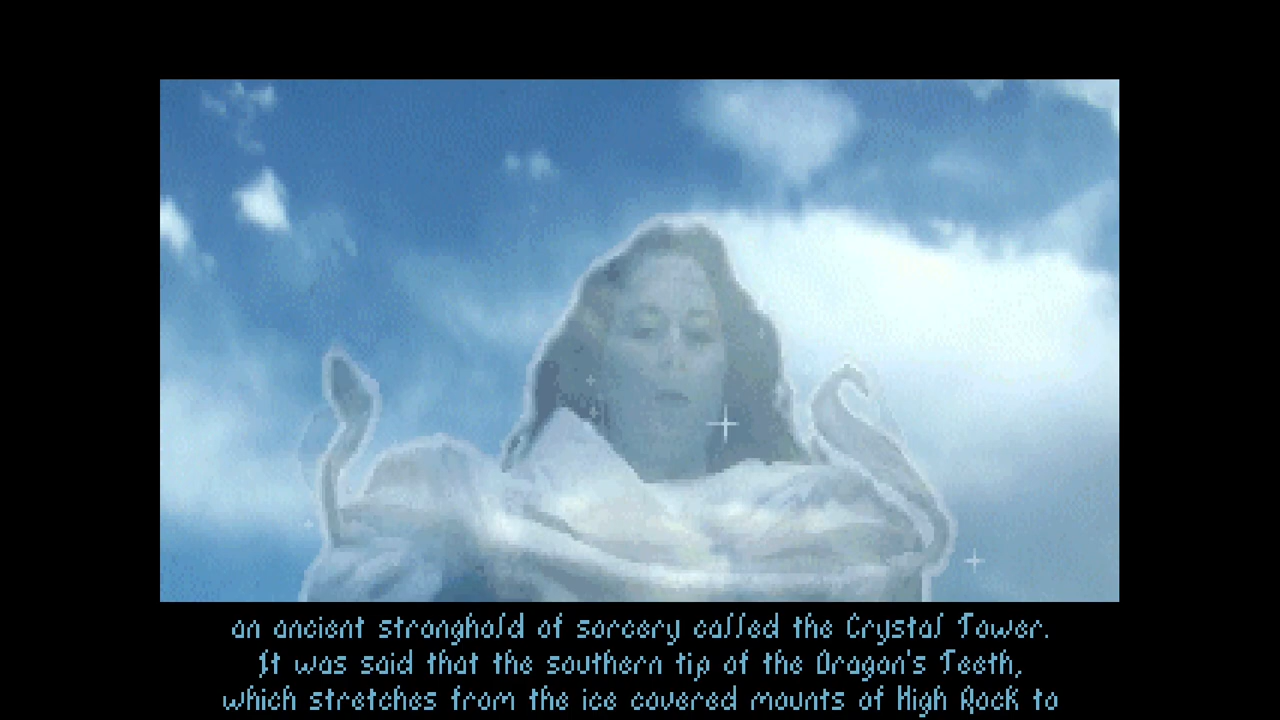 an ancient stronghold of sorcery called the Crystal Tower.
It was said that the southern tip of the Dragon's Teeth,
which stretches from the ice covered mounts of High Rock to